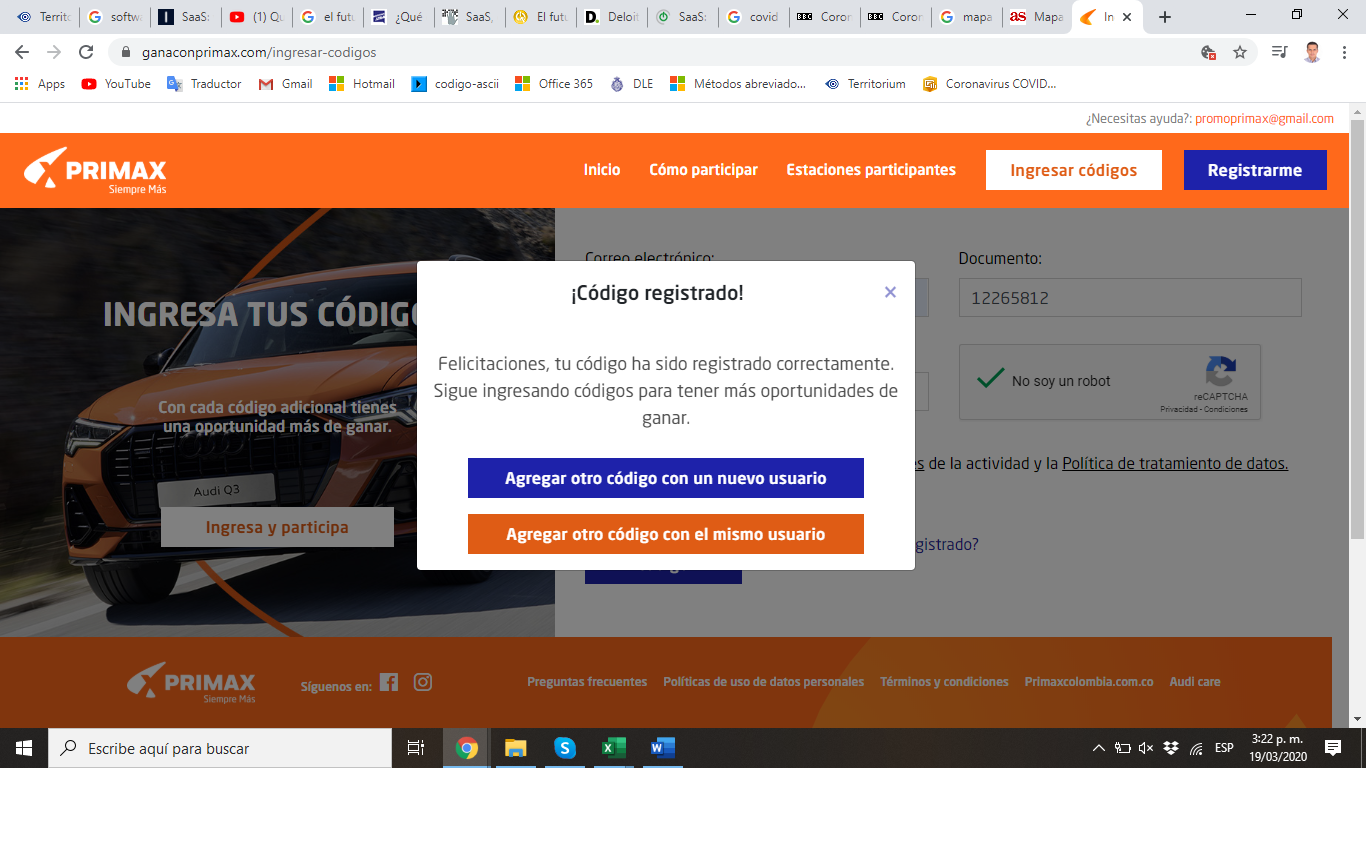 Territo
softwa
SaaS:
(1) Qu
el futu
¿Qué
SaaS,
El futu
Deloit
SaaS:
covid
Coron
Coron
mapa
Mapa
In
ganaconprimax.com/ingresar-codigos
Apps YouTube Traductor Gmail Hotmail codigo-ascii Office 365 DLE Métodos abreviado... Territorium Coronavirus COVID...
¿Necesitas ayuda?: promoprimax@gmail.com
PRIMAX
Siempre Más
Inicio Cómo participar Estaciones participantes Ingresar códigos Registrarme
INGRESA TUS CÓDIGO
Con cada código adicional tienes
una oportunidad más de ganar.
Audi Q3
Ingresa y participa
Correo electrónico:
Documento:
12265812
No soy un robot
reCAPTCHA
Privacidad - Condiciones
es de la actividad y la Política de tratamiento de datos.
gistrado?
¡Código registrado!
Felicitaciones, tu código ha sido registrado correctamente.
Sigue ingresando códigos para tener más oportunidades de
ganar.
Agregar otro código con un nuevo usuario
Agregar otro código con el mismo usuario
PRIMAX
Siempre Más
Síguenos en:
Preguntas frecuentes Políticas de uso de datos personales Términos y condiciones Primaxcolombia.com.co Audi care
Escribe aquí para buscar
ESP
3:22 p. m.
19/03/2020